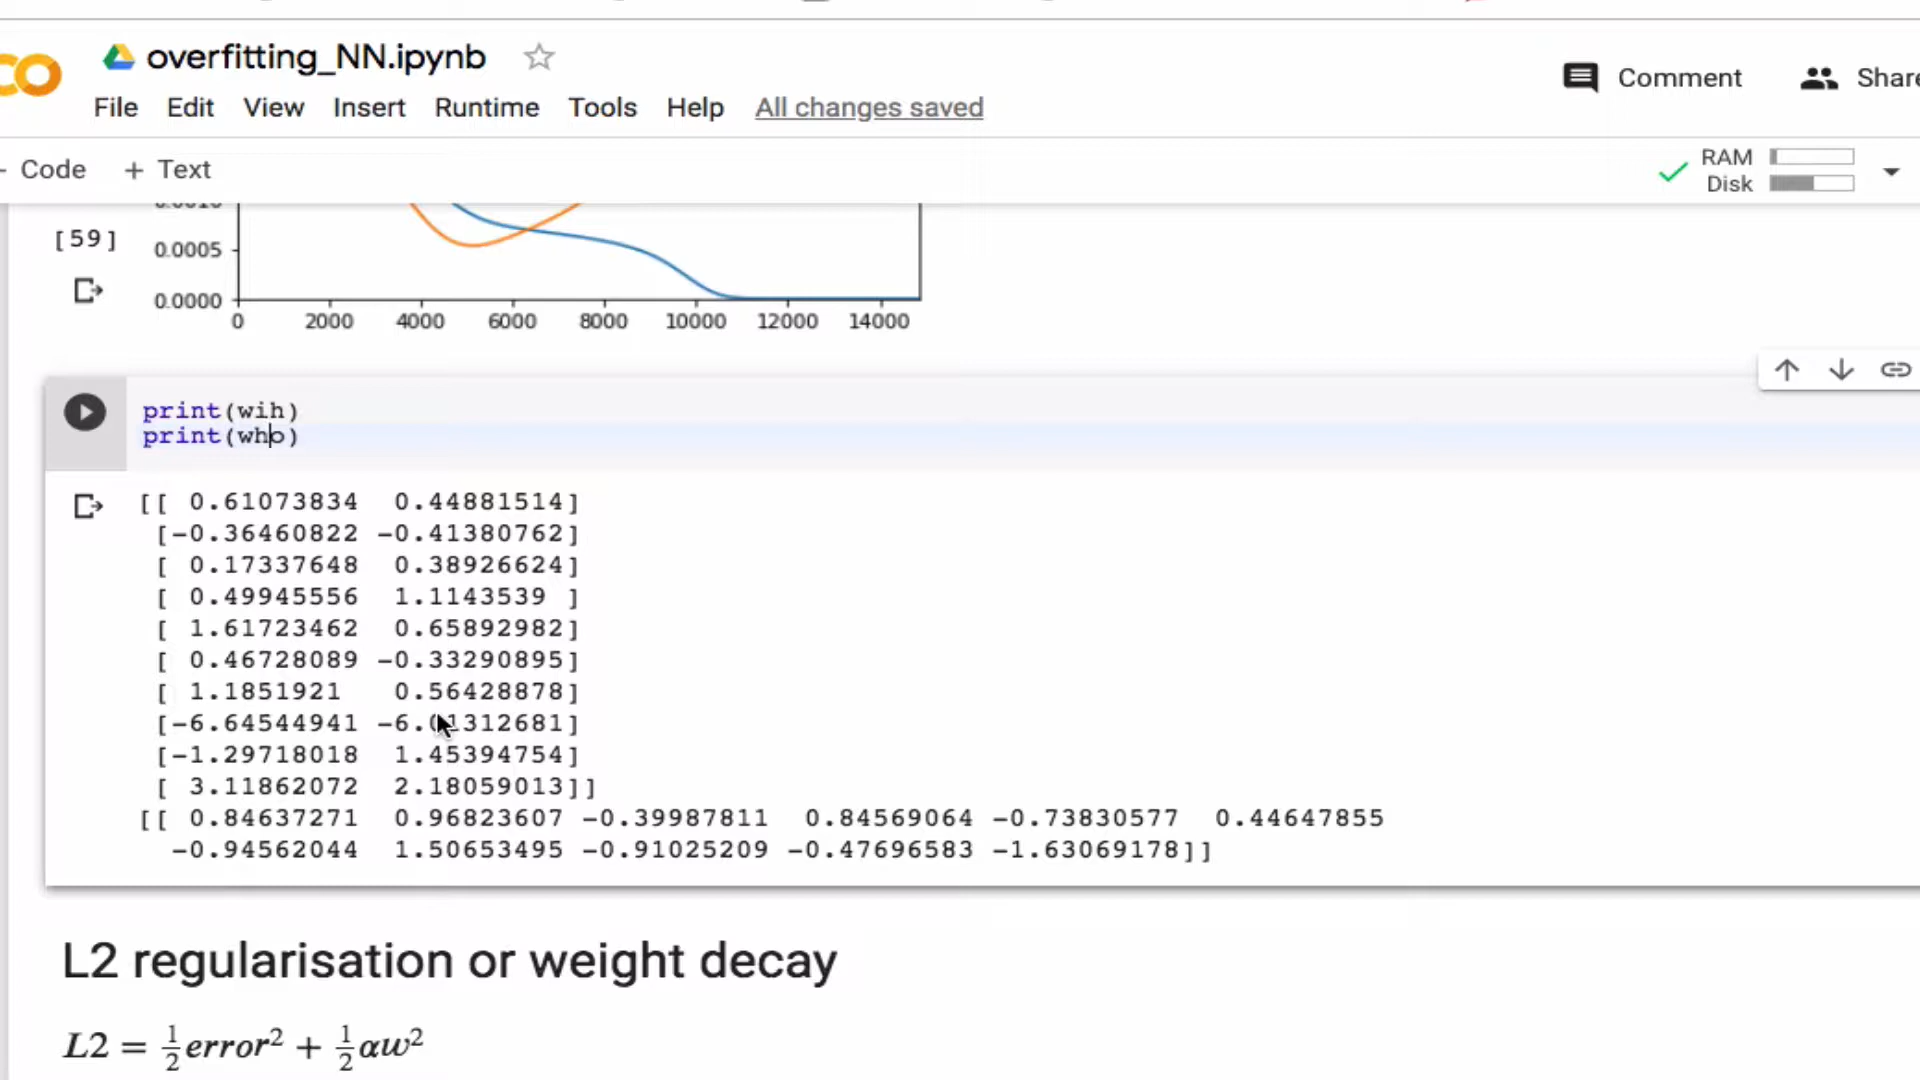 overfitting_NN.ipynb
Comment
Share
File Edit View Insert Runtime Tools Help All changes saved
Code + Text
RAM
Disk
[59]
0.0005
0.0000
0 2000 4000 6000 8000 10000 12000 14000
print(wih)
print(who)
[[ 0.61073834 0.44881514]
[-0.36460822 -0.41380762]
[ 0.17337648 0.38926624]
[ 0.49945556 1.1143539 ]
[ 1.61723462 0.65892982]
[ 0.46728089 -0.33290895]
[ 1.1851921 0.56428878]
[-6.64544941 -6.01312681]
[-1.29718018 1.45394754]
[ 3.11862072 2.18059013]]
[[ 0.84637271 0.96823607 -0.39987811 0.84569064 -0.73830577 0.44647855
-0.94562044 1.50653495 -0.91025209 -0.47696583 -1.63069178]]
L2 regularisation or weight decay
L2 = ½error² + ½αw²